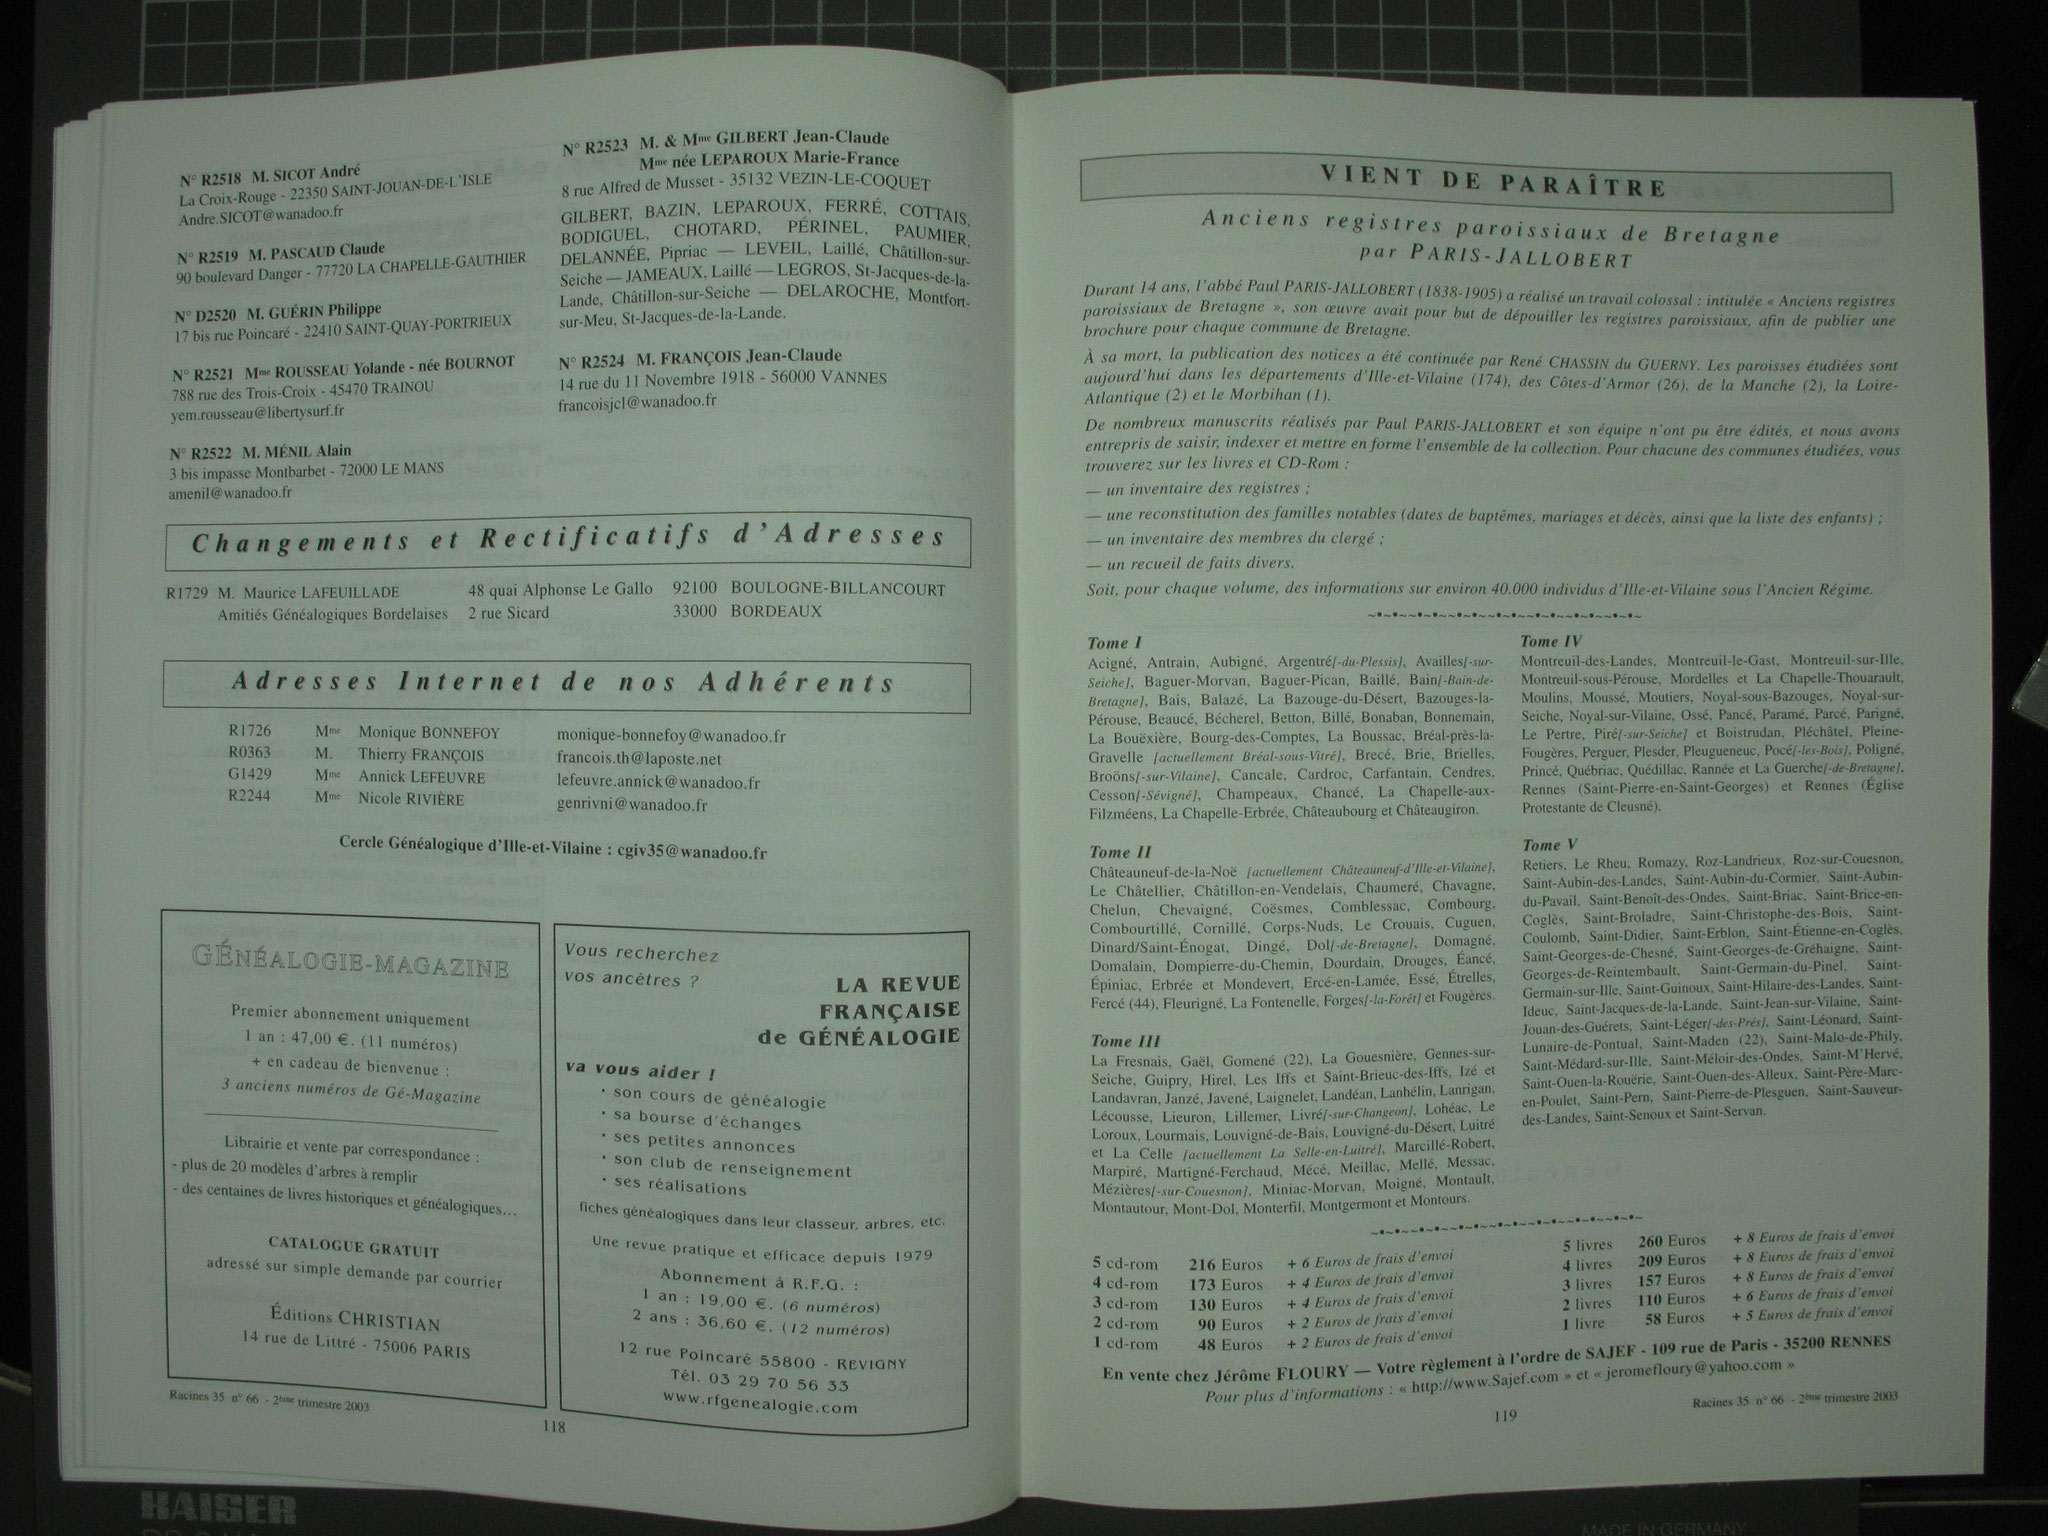 N° R2518 M. SICOT André
La Croix-Rouge - 22350 SAINT-JOUAN-DE-L'ISLE
Andre.SICOT@wanadoo.fr
N° R2519 M. PASCAUD Claude
90 boulevard Danger - 77720 LA CHAPELLE-GAUTHIER
N° D2520 M. GUÉRIN Philippe
17 bis rue Poincaré - 22410 SAINT-QUAY-PORTRIEUX
N° R2521 Mme ROUSSEAU Yolande - née BOURNOT
788 rue des Trois-Croix - 45470 TRAINOU
yem.rousseau@libertysurf.fr
N° R2522 M. MÉNIL Alain
3 bis impasse Montbarbet - 72000 LE MANS
amenil@wanadoo.fr
N° R2523 M. & Mme GILBERT Jean-Claude
Mme née LEPAROUX Marie-France
8 rue Alfred de Musset - 35132 VEZIN-LE-COQUET
GILBERT, BAZIN, LEPAROUX, FERRÉ, COTTAIS,
BODIGUEL, CHOTARD, PÉRINEL, PAUMIER,
DELANNÉE, Pipriac — LEVEIL, Laillé, Châtillon-sur-
Seiche — JAMEAUX, Laillé — LEGROS, St-Jacques-de-la-
Lande, Châtillon-sur-Seiche — DELAROCHE, Montfort-
sur-Meu, St-Jacques-de-la-Lande.
N° R2524 M. FRANÇOIS Jean-Claude
14 rue du 11 Novembre 1918 - 56000 VANNES
francoisjcl@wanadoo.fr
Changements et Rectificatifs d'Adresses
R1729 M. Maurice LAFEUILLADE 48 quai Alphonse Le Gallo 92100 BOULOGNE-BILLANCOURT
Amitiés Généalogiques Bordelaises 2 rue Sicard 33000 BORDEAUX
Adresses Internet de nos Adhérents
R1726 Mme Monique BONNEFOY monique-bonnefoy@wanadoo.fr
R0363 M. Thierry FRANÇOIS francois.th@laposte.net
G1429 Mme Annick LEFEUVRE lefeuvre.annick@wanadoo.fr
R2244 Mme Nicole RIVIÈRE genrivni@wanadoo.fr
Cercle Généalogique d'Ille-et-Vilaine : cgiv35@wanadoo.fr
GÉNÉALOGIE-MAGAZINE
Premier abonnement uniquement
1 an : 47,00 €. (11 numéros)
+ en cadeau de bienvenue :
3 anciens numéros de Gé-Magazine
Librairie et vente par correspondance :
- plus de 20 modèles d'arbres à remplir
- des centaines de livres historiques et généalogiques...
CATALOGUE GRATUIT
adressé sur simple demande par courrier
Éditions CHRISTIAN
14 rue de Littré - 75006 PARIS
Vous recherchez
vos ancêtres ?
LA REVUE
FRANÇAISE
de GÉNÉALOGIE
va vous aider !
· son cours de généalogie
· sa bourse d'échanges
· ses petites annonces
· son club de renseignement
· ses réalisations
fiches généalogiques dans leur classeur, arbres, etc.
Une revue pratique et efficace depuis 1979
Abonnement à R.F.G. :
1 an : 19,00 €. (6 numéros)
2 ans : 36,60 €. (12 numéros)
12 rue Poincaré 55800 - REVIGNY
Tél. 03 29 70 56 33
www.rfgenealogie.com
Racines 35 n° 66 - 2ème trimestre 2003
118
VIENT DE PARAÎTRE
Anciens registres paroissiaux de Bretagne
par PARIS-JALLOBERT
Durant 14 ans, l'abbé Paul PARIS-JALLOBERT (1838-1905) a réalisé un travail colossal : intitulée « Anciens registres
paroissiaux de Bretagne », son œuvre avait pour but de dépouiller les registres paroissiaux, afin de publier une
brochure pour chaque commune de Bretagne.
À sa mort, la publication des notices a été continuée par René CHASSIN du GUERNY. Les paroisses étudiées sont
aujourd'hui dans les départements d'Ille-et-Vilaine (174), des Côtes-d'Armor (26), de la Manche (2), la Loire-
Atlantique (2) et le Morbihan (1).
De nombreux manuscrits réalisés par Paul PARIS-JALLOBERT et son équipe n'ont pu être édités, et nous avons
entrepris de saisir, indexer et mettre en forme l'ensemble de la collection. Pour chacune des communes étudiées, vous
trouverez sur les livres et CD-Rom :
— un inventaire des registres ;
— une reconstitution des familles notables (dates de baptêmes, mariages et décès, ainsi que la liste des enfants) ;
— un inventaire des membres du clergé ;
— un recueil de faits divers.
Soit, pour chaque volume, des informations sur environ 40.000 individus d'Ille-et-Vilaine sous l'Ancien Régime.
Tome I
Acigné, Antrain, Aubigné, Argentré[-du-Plessis], Availles[-sur-
Seiche], Baguer-Morvan, Baguer-Pican, Baillé, Bain[-Bain-de-
Bretagne], Bais, Balazé, La Bazouge-du-Désert, Bazouges-la-
Pérouse, Beaucé, Bécherel, Betton, Billé, Bonaban, Bonnemain,
La Bouëxière, Bourg-des-Comptes, La Boussac, Bréal-près-la-
Gravelle [actuellement Bréal-sous-Vitré], Brecé, Brie, Brielles,
Broöns[-sur-Vilaine], Cancale, Cardroc, Carfantain, Cendres,
Cesson[-Sévigné], Champeaux, Chancé, La Chapelle-aux-
Filzméens, La Chapelle-Erbrée, Châteaubourg et Châteaugiron.
Tome II
Châteauneuf-de-la-Noë [actuellement Châteauneuf-d'Ille-et-Vilaine],
Le Châtellier, Châtillon-en-Vendelais, Chaumeré, Chavagne,
Chelun, Chevaigné, Coësmes, Comblessac, Combourg,
Combourtillé, Cornillé, Corps-Nuds, Le Crouais, Cuguen,
Dinard/Saint-Énogat, Dingé, Dol[-de-Bretagne], Domagné,
Domalain, Dompierre-du-Chemin, Dourdain, Drouges, Éancé,
Épiniac, Erbrée et Mondevert, Ercé-en-Lamée, Essé, Étrelles,
Fercé (44), Fleurigné, La Fontenelle, Forges[-la-Forêt] et Fougères.
Tome III
La Fresnais, Gaël, Gomené (22), La Gouesnière, Gennes-sur-
Seiche, Guipry, Hirel, Les Iffs et Saint-Brieuc-des-Iffs, Izé et
Landavran, Janzé, Javené, Laignelet, Landéan, Lanhélin, Lanrigan,
Lécousse, Lieuron, Lillemer, Livré[-sur-Changeon], Lohéac, Le
Loroux, Lourmais, Louvigné-de-Bais, Louvigné-du-Désert, Luitré
et La Celle [actuellement La Selle-en-Luitré], Marcillé-Robert,
Marpiré, Martigné-Ferchaud, Mécé, Meillac, Mellé, Messac,
Mézières[-sur-Couesnon], Miniac-Morvan, Moigné, Montault,
Montautour, Mont-Dol, Monterfil, Montgermont et Montours.
Tome IV
Montreuil-des-Landes, Montreuil-le-Gast, Montreuil-sur-Ille,
Montreuil-sous-Pérouse, Mordelles et La Chapelle-Thouarault,
Moulins, Moussé, Moutiers, Noyal-sous-Bazouges, Noyal-sur-
Seiche, Noyal-sur-Vilaine, Ossé, Pancé, Paramé, Parcé, Parigné,
Le Pertre, Piré[-sur-Seiche] et Boistrudan, Pléchâtel, Pleine-
Fougères, Perguer, Plesder, Pleugueneuc, Pocé[-les-Bois], Poligné,
Princé, Québriac, Quédillac, Rannée et La Guerche[-de-Bretagne],
Rennes (Saint-Pierre-en-Saint-Georges) et Rennes (Église
Protestante de Cleusné).
Tome V
Retiers, Le Rheu, Romazy, Roz-Landrieux, Roz-sur-Couesnon,
Saint-Aubin-des-Landes, Saint-Aubin-du-Cormier, Saint-Aubin-
du-Pavail, Saint-Benoît-des-Ondes, Saint-Briac, Saint-Brice-en-
Coglès, Saint-Broladre, Saint-Christophe-des-Bois, Saint-
Coulomb, Saint-Didier, Saint-Erblon, Saint-Étienne-en-Coglès,
Saint-Georges-de-Chesné, Saint-Georges-de-Gréhaigne, Saint-
Georges-de-Reintembault, Saint-Germain-du-Pinel, Saint-
Germain-sur-Ille, Saint-Guinoux, Saint-Hilaire-des-Landes, Saint-
Ideuc, Saint-Jacques-de-la-Lande, Saint-Jean-sur-Vilaine, Saint-
Jouan-des-Guérets, Saint-Léger[-des-Prés], Saint-Léonard, Saint-
Lunaire-de-Pontual, Saint-Maden (22), Saint-Malo-de-Phily,
Saint-Médard-sur-Ille, Saint-Méloir-des-Ondes, Saint-M'Hervé,
Saint-Ouen-la-Rouërie, Saint-Ouen-des-Alleux, Saint-Père-Marc-
en-Poulet, Saint-Pern, Saint-Pierre-de-Plesguen, Saint-Sauveur-
des-Landes, Saint-Senoux et Saint-Servan.
5 cd-rom 216 Euros + 6 Euros de frais d'envoi
4 cd-rom 173 Euros + 4 Euros de frais d'envoi
3 cd-rom 130 Euros + 4 Euros de frais d'envoi
2 cd-rom 90 Euros + 2 Euros de frais d'envoi
1 cd-rom 48 Euros + 2 Euros de frais d'envoi
5 livres 260 Euros + 8 Euros de frais d'envoi
4 livres 209 Euros + 8 Euros de frais d'envoi
3 livres 157 Euros + 8 Euros de frais d'envoi
2 livres 110 Euros + 6 Euros de frais d'envoi
1 livre 58 Euros + 5 Euros de frais d'envoi
En vente chez Jérôme FLOURY — Votre règlement à l'ordre de SAJEF - 109 rue de Paris - 35200 RENNES
Pour plus d'informations : « http://www.Sajef.com » et « jeromefloury@yahoo.com »
Racines 35 n° 66 - 2ème trimestre 2003
119
KAISER
MADE IN GERMANY